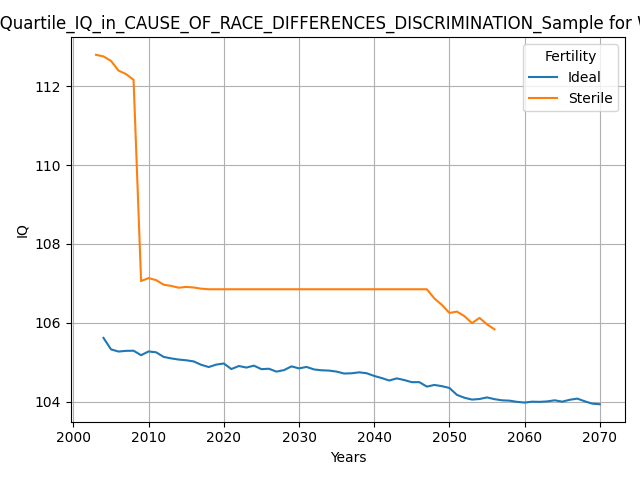 Quartile_IQ_in_CAUSE_OF_RACE_DIFFERENCES_DISCRIMINATION_Sample for
Fertility
Ideal
Sterile
112
110
108
106
104
IQ
2000 2010 2020 2030 2040 2050 2060 2070
Years